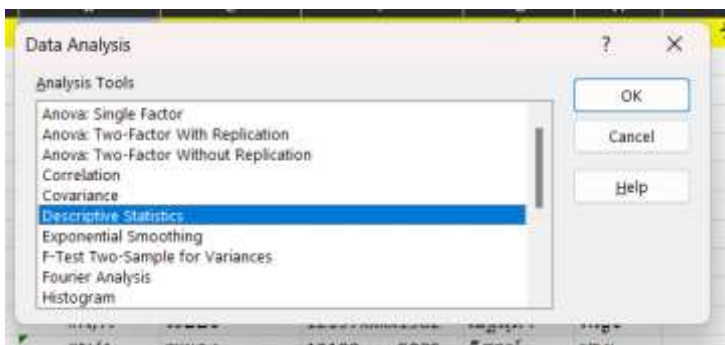 Data Analysis
?
Analysis Tools
Anova: Single Factor
Anova: Two-Factor With Replication
Anova: Two-Factor Without Replication
Correlation
Covariance
Descriptive Statistics
Exponential Smoothing
F-Test Two-Sample for Variances
Fourier Analysis
Histogram
OK
Cancel
Help